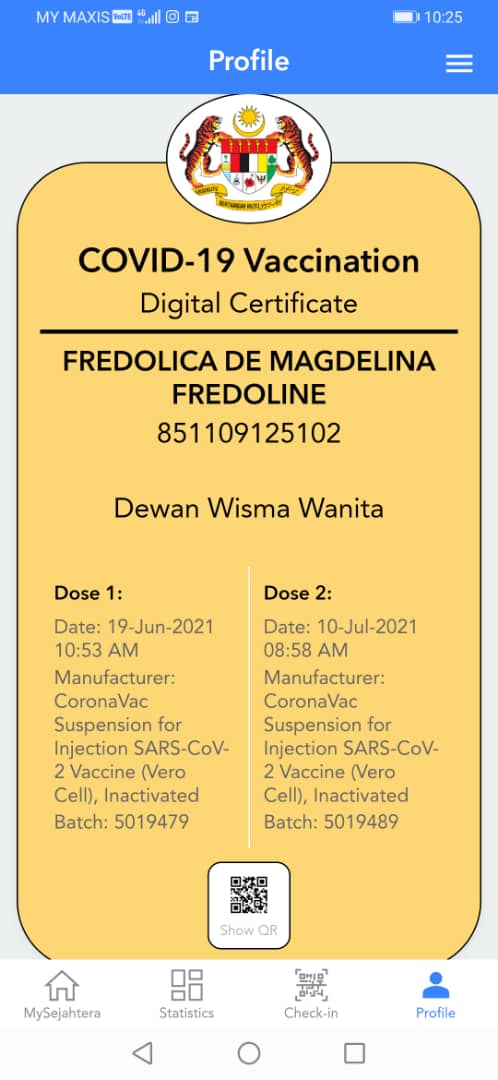 MY MAXIS VoLTE 4G 10:25
Profile
COVID-19 Vaccination
Digital Certificate
FREDOLICA DE MAGDELINA
FREDOLINE
851109125102
Dewan Wisma Wanita
Dose 1:
Date: 19-Jun-2021
10:53 AM
Manufacturer:
CoronaVac
Suspension for
Injection SARS-CoV-
2 Vaccine (Vero
Cell), Inactivated
Batch: 5019479
Dose 2:
Date: 10-Jul-2021
08:58 AM
Manufacturer:
CoronaVac
Suspension for
Injection SARS-CoV-
2 Vaccine (Vero
Cell), Inactivated
Batch: 5019489
Show QR
MySejahtera
Statistics
Check-in
Profile